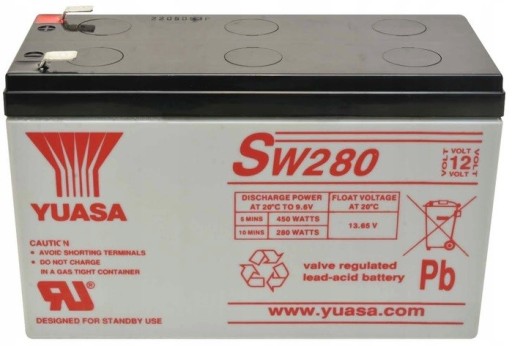 YUASA
CAUTION
• AVOID SHORTING TERMINALS
• DO NOT CHARGE
IN A GAS TIGHT CONTAINER
DESIGNED FOR STANDBY USE
SW280
VOLT
VOLT
12
VOLT
DISCHARGE POWER
AT 20°C TO 9.6V
FLOAT VOLTAGE
AT 20°C
5 MINS 450 WATTS
10 MINS 280 WATTS
13.65 V
valve regulated
lead-acid battery
Pb
www.yuasa.com